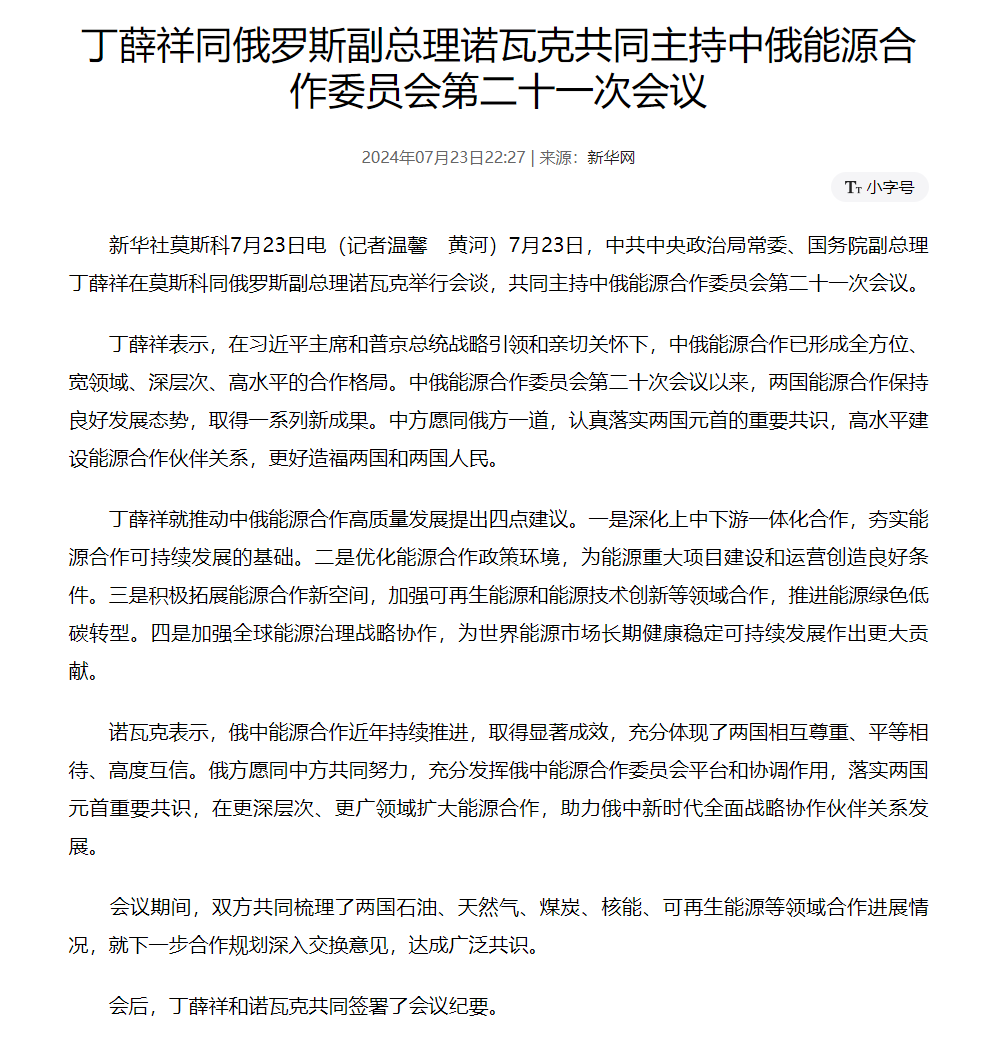 丁薛祥同俄罗斯副总理诺瓦克共同主持中俄能源合
作委员会第二十一次会议
2024年07月23日22:27 | 来源：新华网
TT 小字号
新华社莫斯科7月23日电（记者温馨　黄河）7月23日，中共中央政治局常委、国务院副总理
丁薛祥在莫斯科同俄罗斯副总理诺瓦克举行会谈，共同主持中俄能源合作委员会第二十一次会议。
丁薛祥表示，在习近平主席和普京总统战略引领和亲切关怀下，中俄能源合作已形成全方位、
宽领域、深层次、高水平的合作格局。中俄能源合作委员会第二十次会议以来，两国能源合作保持
良好发展态势，取得一系列新成果。中方愿同俄方一道，认真落实两国元首的重要共识，高水平建
设能源合作伙伴关系，更好造福两国和两国人民。
丁薛祥就推动中俄能源合作高质量发展提出四点建议。一是深化上中下游一体化合作，夯实能
源合作可持续发展的基础。二是优化能源合作政策环境，为能源重大项目建设和运营创造良好条
件。三是积极拓展能源合作新空间，加强可再生能源和能源技术创新等领域合作，推进能源绿色低
碳转型。四是加强全球能源治理战略协作，为世界能源市场长期健康稳定可持续发展作出更大贡
献。
诺瓦克表示，俄中能源合作近年持续推进，取得显著成效，充分体现了两国相互尊重、平等相
待、高度互信。俄方愿同中方共同努力，充分发挥俄中能源合作委员会平台和协调作用，落实两国
元首重要共识，在更深层次、更广领域扩大能源合作，助力俄中新时代全面战略协作伙伴关系发
展。
会议期间，双方共同梳理了两国石油、天然气、煤炭、核能、可再生能源等领域合作进展情
况，就下一步合作规划深入交换意见，达成广泛共识。
会后，丁薛祥和诺瓦克共同签署了会议纪要。